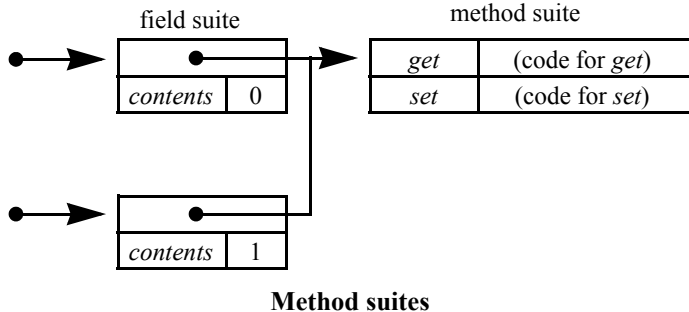 field suite
method suite
get (code for get)
contents 0
set (code for set)
contents 1
Method suites